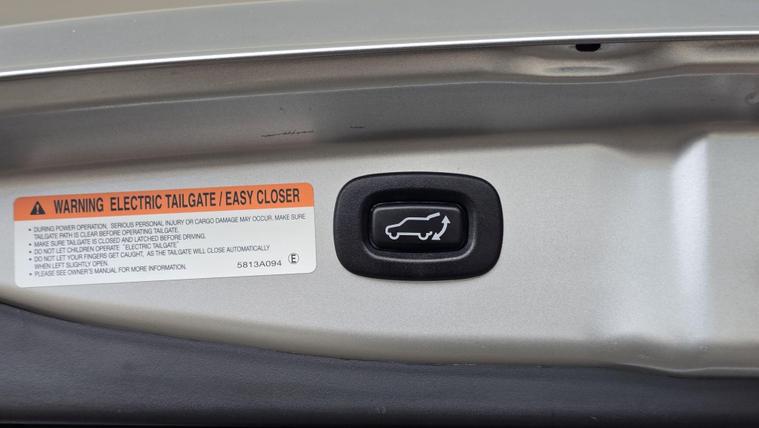 WARNING ELECTRIC TAILGATE / EASY CLOSER
• DURING POWER OPERATION, SERIOUS PERSONAL INJURY OR CARGO DAMAGE MAY OCCUR. MAKE SURE
TAILGATE PATH IS CLEAR BEFORE OPERATING TAILGATE.
• MAKE SURE TAILGATE IS CLOSED AND LATCHED BEFORE DRIVING.
• DO NOT LET CHILDREN OPERATE "ELECTRIC TAILGATE"
• DO NOT LET YOUR FINGERS GET CAUGHT, AS THE TAILGATE WILL CLOSE AUTOMATICALLY
WHEN LEFT SLIGHTLY OPEN.
• PLEASE SEE OWNER'S MANUAL FOR MORE INFORMATION.
5813A094 Ⓔ